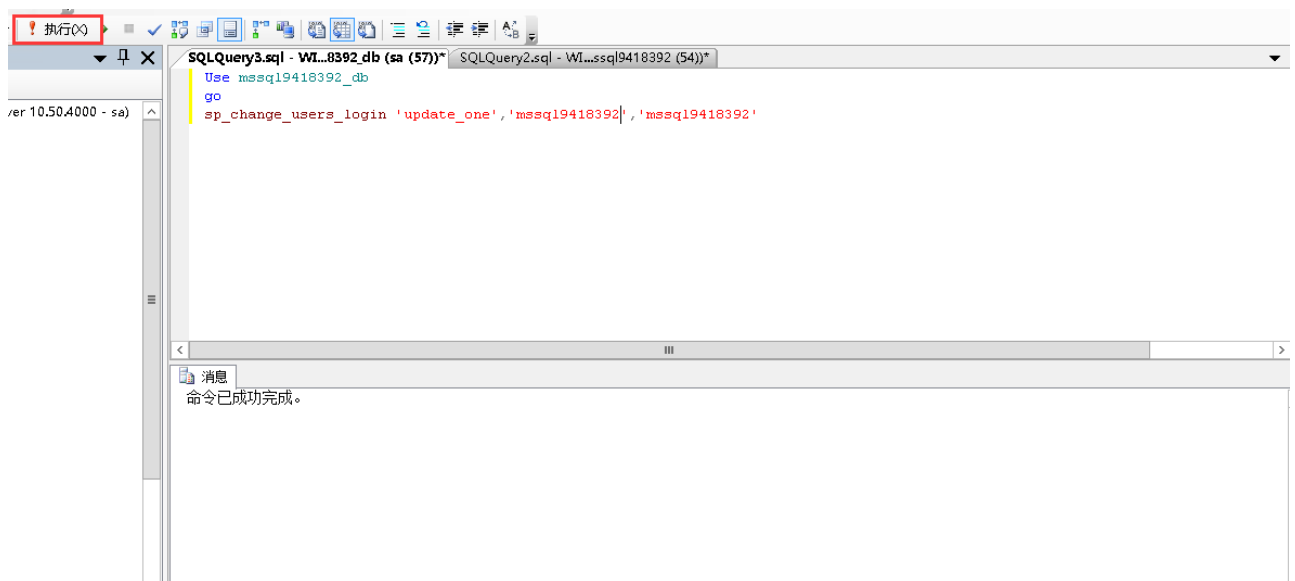 执行(X)
SQLQuery3.sql - WI...8392_db (sa (57))* SQLQuery2.sql - WI...ssql9418392 (54))*
ver 10.50.4000 - sa)
Use mssql9418392_db
go
sp_change_users_login 'update_one','mssql9418392','mssql9418392'
消息
命令已成功完成。